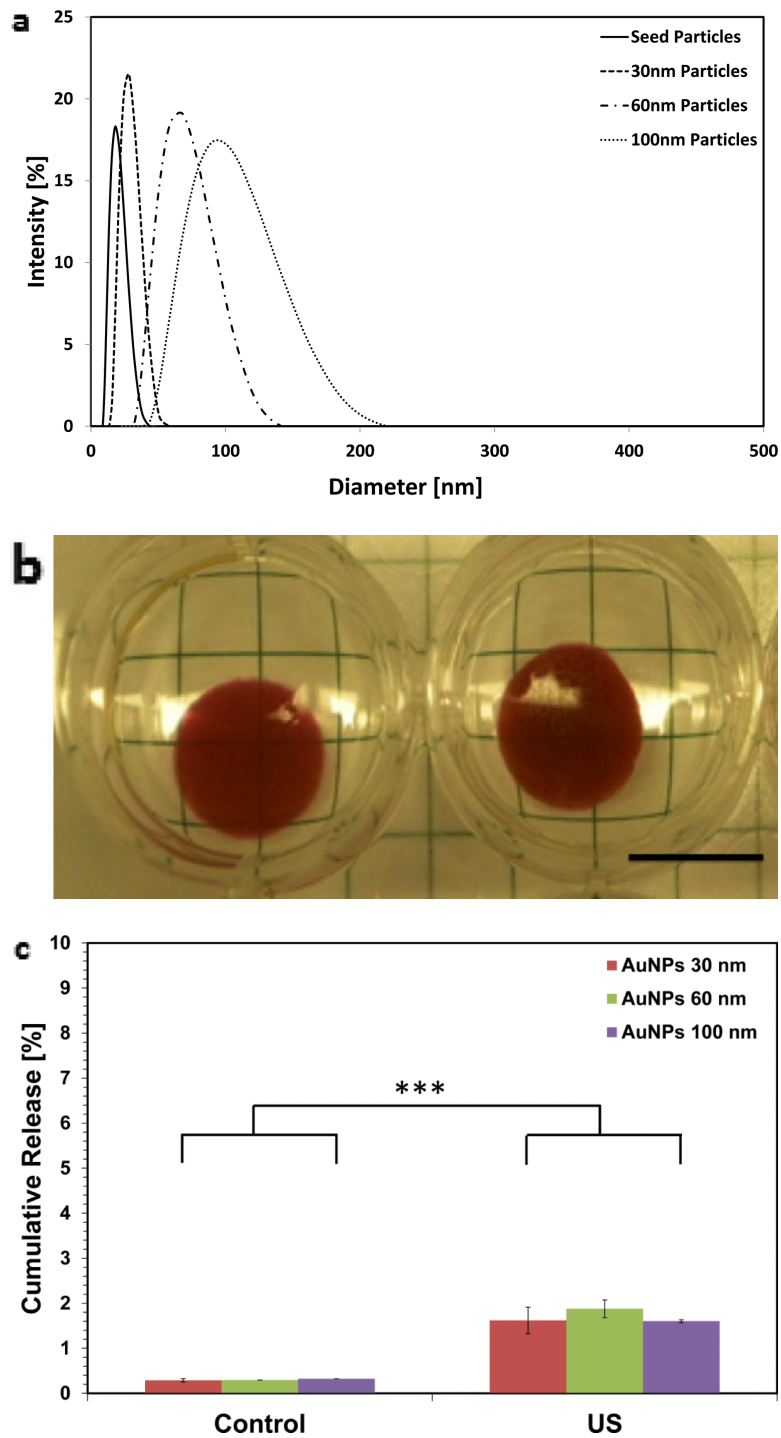 a
25
20
15
10
5
0
Intensity [%]
Seed Particles
30nm Particles
60nm Particles
100nm Particles
0 100 200 300 400 500
Diameter [nm]
b
c
10
9
8
7
6
5
4
3
2
1
0
Cumulative Release [%]
AuNPs 30 nm
AuNPs 60 nm
AuNPs 100 nm
***
Control US